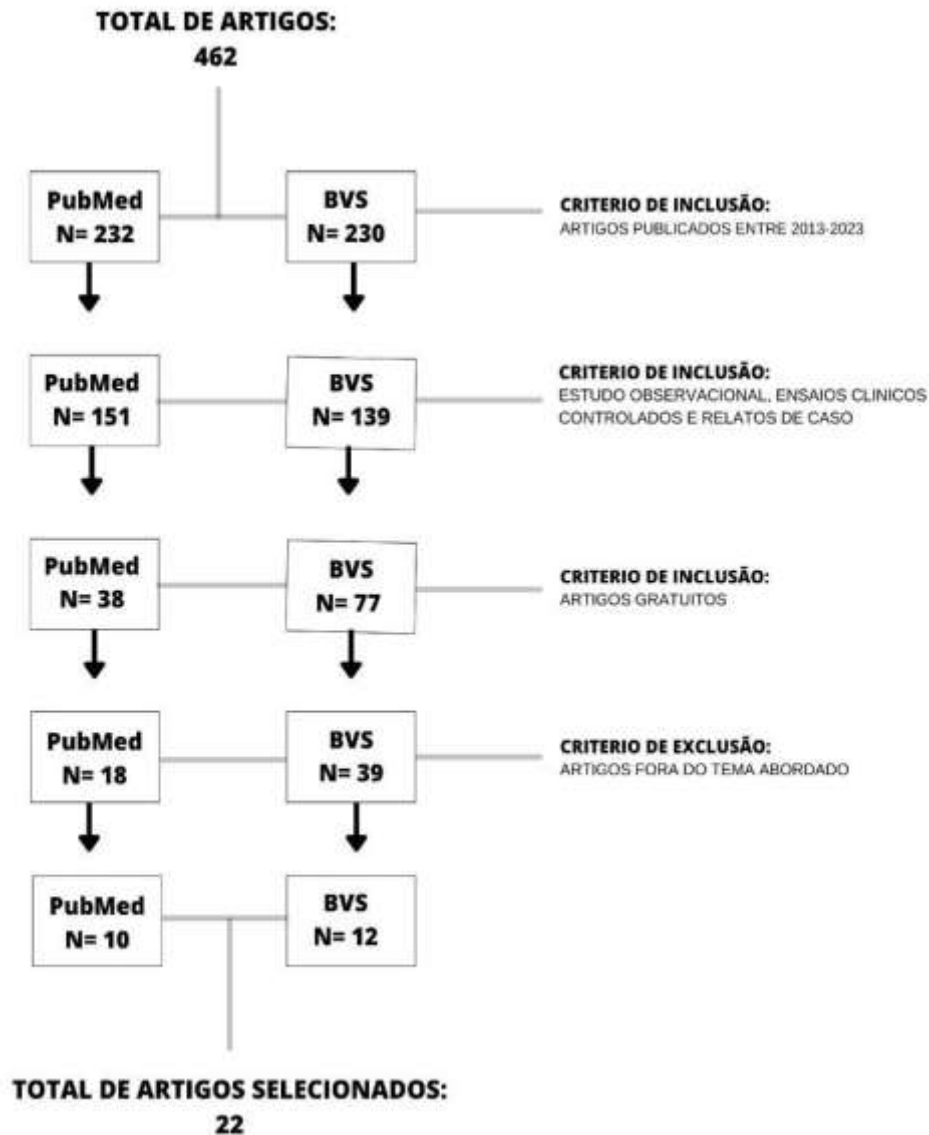 TOTAL DE ARTIGOS:
462
PubMed
N= 232
BVS
N= 230
CRITERIO DE INCLUSÃO:
ARTIGOS PUBLICADOS ENTRE 2013-2023
PubMed
N= 151
BVS
N= 139
CRITERIO DE INCLUSÃO:
ESTUDO OBSERVACIONAL, ENSAIOS CLINICOS
CONTROLADOS E RELATOS DE CASO
PubMed
N= 38
BVS
N= 77
CRITERIO DE INCLUSÃO:
ARTIGOS GRATUITOS
PubMed
N= 18
BVS
N= 39
CRITERIO DE EXCLUSÃO:
ARTIGOS FORA DO TEMA ABORDADO
PubMed
N= 10
BVS
N= 12
TOTAL DE ARTIGOS SELECIONADOS:
22